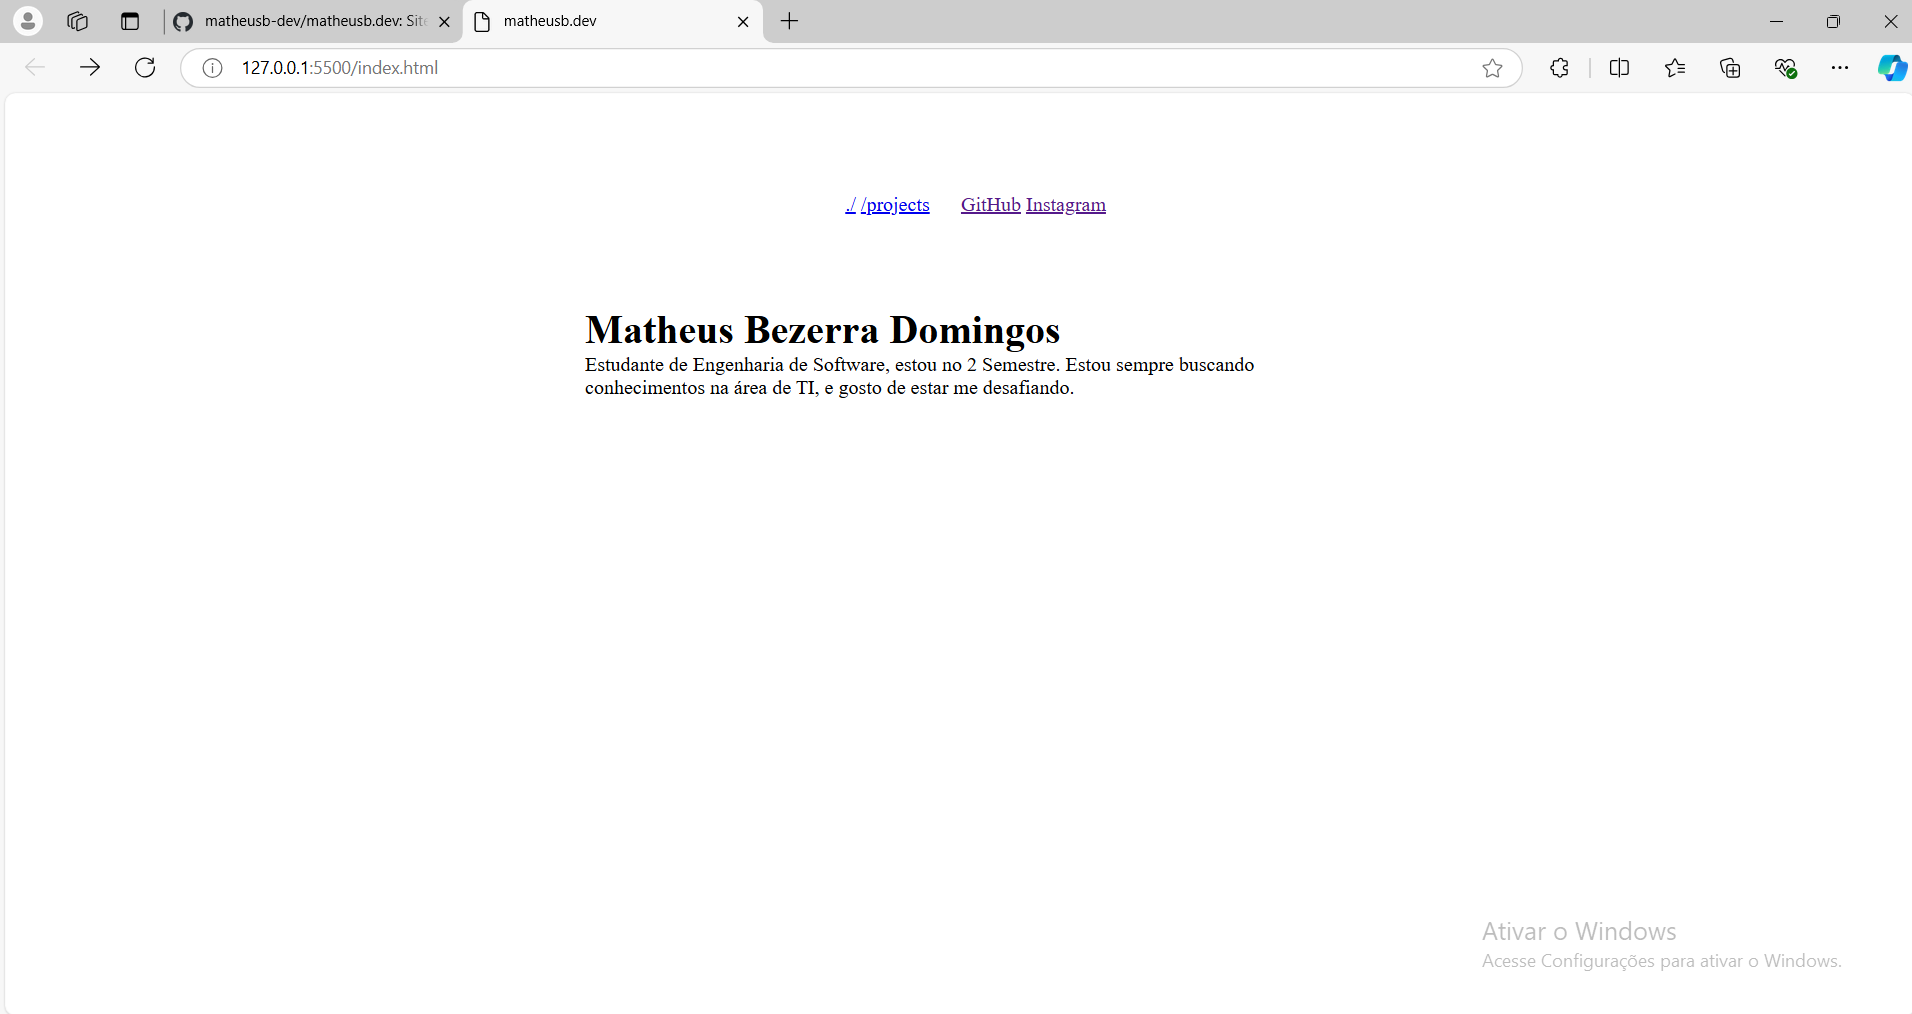 matheusb-dev/matheusb.dev: Site
matheusb.dev
127.0.0.1:5500/index.html
./ /projects GitHub Instagram
Matheus Bezerra Domingos
Estudante de Engenharia de Software, estou no 2 Semestre. Estou sempre buscando
conhecimentos na área de TI, e gosto de estar me desafiando.
Ativar o Windows
Acesse Configurações para ativar o Windows.